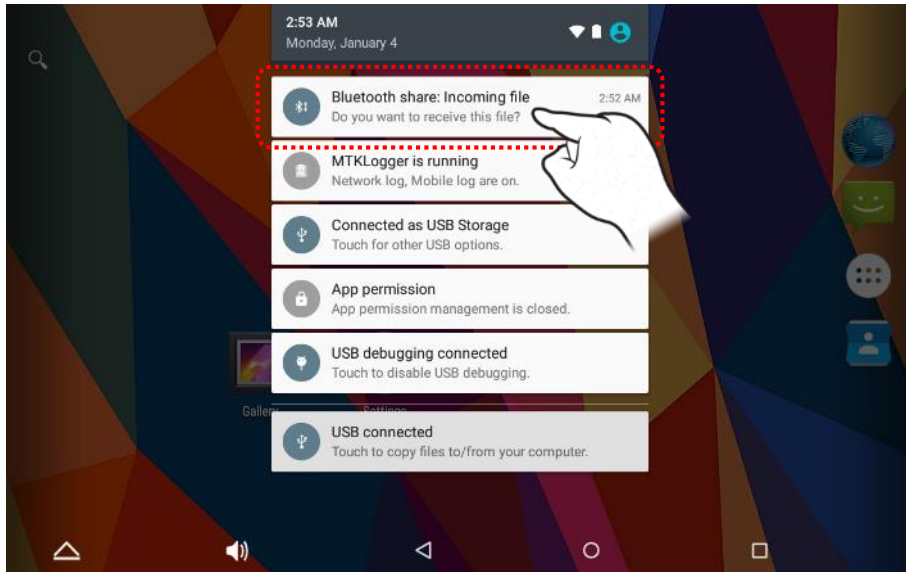 2:53 AM
Monday, January 4
Bluetooth share: Incoming file 2:52 AM
Do you want to receive this file?
MTKLogger is running
Network log, Mobile log are on.
Connected as USB Storage
Touch for other USB options.
App permission
App permission management is closed.
USB debugging connected
Touch to disable USB debugging.
Gallery Settings
USB connected
Touch to copy files to/from your computer.